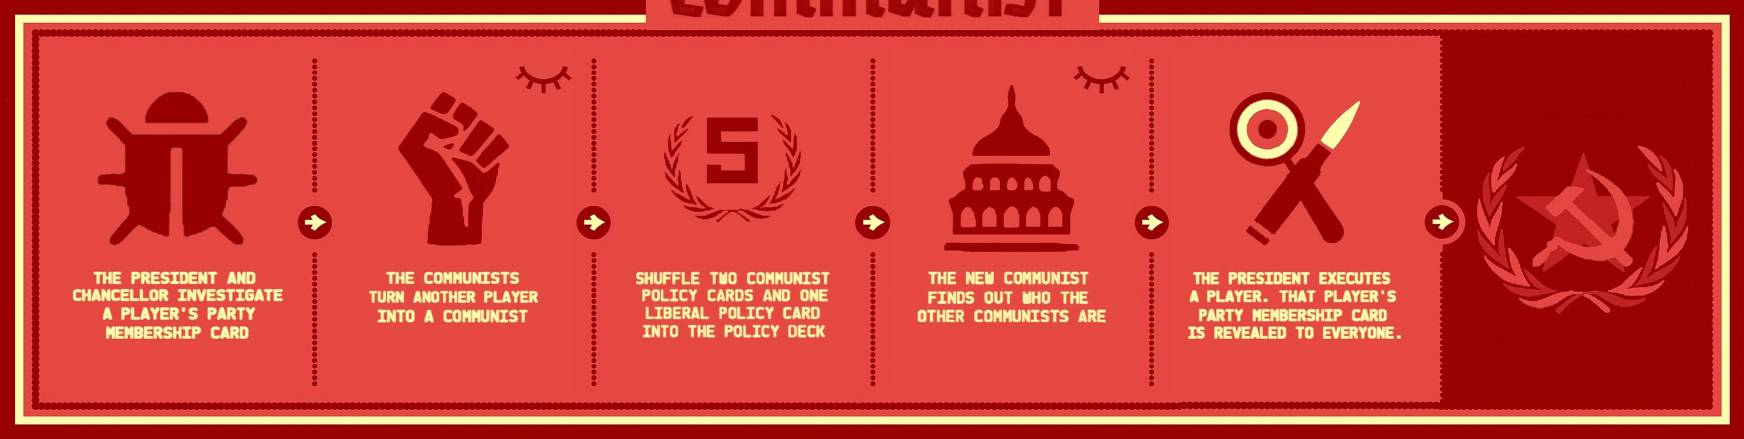 Communist
THE PRESIDENT AND
CHANCELLOR INVESTIGATE
A PLAYER'S PARTY
MEMBERSHIP CARD
THE COMMUNISTS
TURN ANOTHER PLAYER
INTO A COMMUNIST
5
SHUFFLE TWO COMMUNIST
POLICY CARDS AND ONE
LIBERAL POLICY CARD
INTO THE POLICY DECK
THE NEW COMMUNIST
FINDS OUT WHO THE
OTHER COMMUNISTS ARE
THE PRESIDENT EXECUTES
A PLAYER. THAT PLAYER'S
PARTY MEMBERSHIP CARD
IS REVEALED TO EVERYONE.